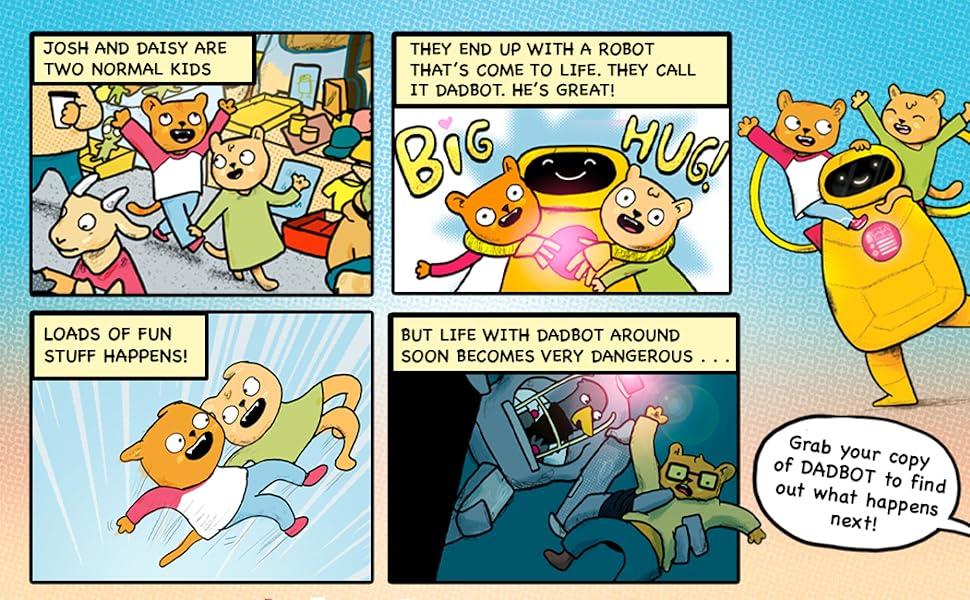 JOSH AND DAISY ARE
TWO NORMAL KIDS
THEY END UP WITH A ROBOT
THAT'S COME TO LIFE. THEY CALL
IT DADBOT. HE'S GREAT!
BIG HUG!
LOADS OF FUN
STUFF HAPPENS!
BUT LIFE WITH DADBOT AROUND
SOON BECOMES VERY DANGEROUS . . .
Grab your copy
of DADBOT to find
out what happens
next!